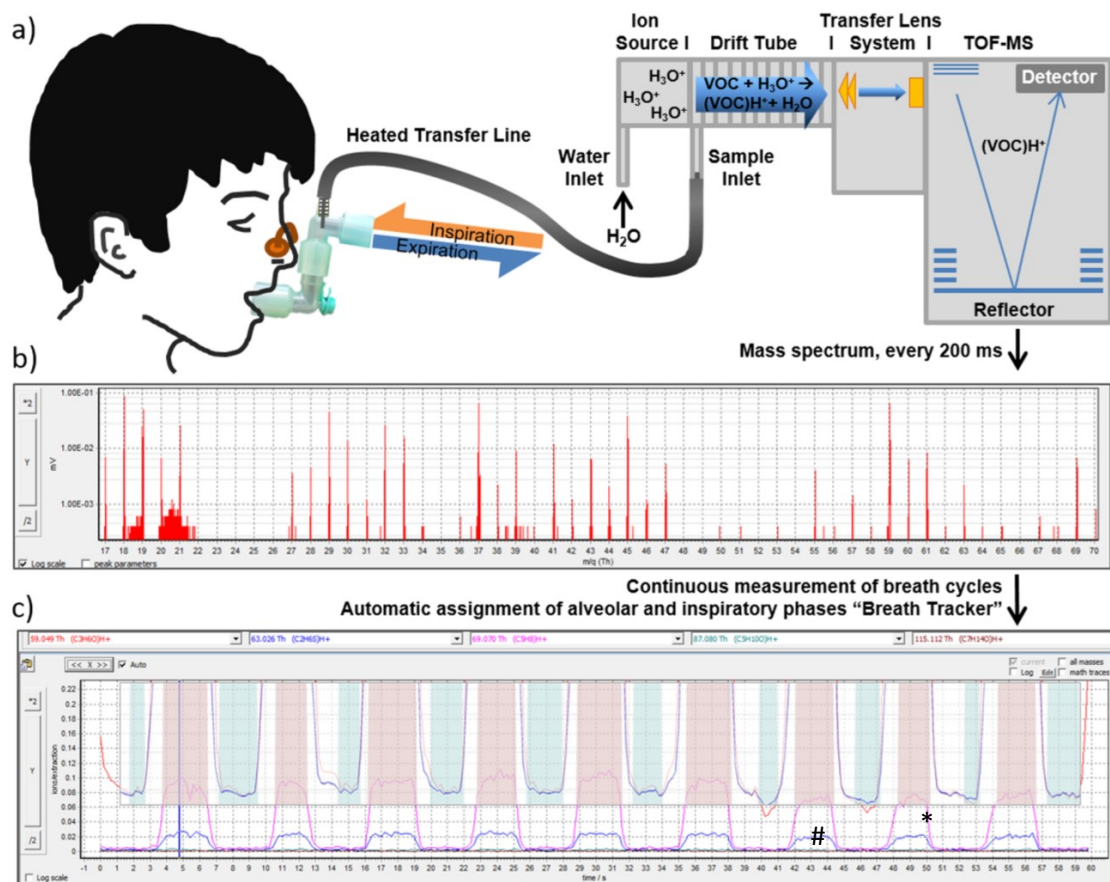 a)
Ion
Source I Drift Tube I
Transfer Lens
System I TOF-MS
H₃O⁺
H₃O⁺
H₃O⁺
VOC + H₃O⁺ →
(VOC)H⁺+ H₂O
Detector
(VOC)H⁺
Heated Transfer Line
Water
Inlet
Sample
Inlet
H₂O
Inspiration
Expiration
Reflector
Mass spectrum, every 200 ms
b)
*2
Y
/2
mV
1.00E-01
1.00E-02
1.00E-03
17 18 19 20 21 22 23 24 25 26 27 28 29 30 31 32 33 34 35 36 37 38 39 40 41 42 43 44 45 46 47 48 49 50 51 52 53 54 55 56 57 58 59 60 61 62 63 64 65 66 67 68 69 70
m/q (Th)
Log scale peak parameters
Continuous measurement of breath cycles
Automatic assignment of alveolar and inspiratory phases “Breath Tracker”
c)
59.049 Th (C3H6O)H+ 63.026 Th (C2H6S)H+ 69.070 Th (C5H8)H+ 87.080 Th (C5H10O)H+ 115.112 Th (C7H14O)H+
<< X >> Auto
current all masses
Log Edit math traces
*2
Y
/2
ions/extraction
0.22
0.2
0.18
0.16
0.14
0.12
0.1
0.08
0.06
0.04
0.02
0
#
*
0 1 2 3 4 5 6 7 8 9 10 11 12 13 14 15 16 17 18 19 20 21 22 23 24 25 26 27 28 29 30 31 32 33 34 35 36 37 38 39 40 41 42 43 44 45 46 47 48 49 50 51 52 53 54 55 56 57 58 59 60
time / s
Log scale